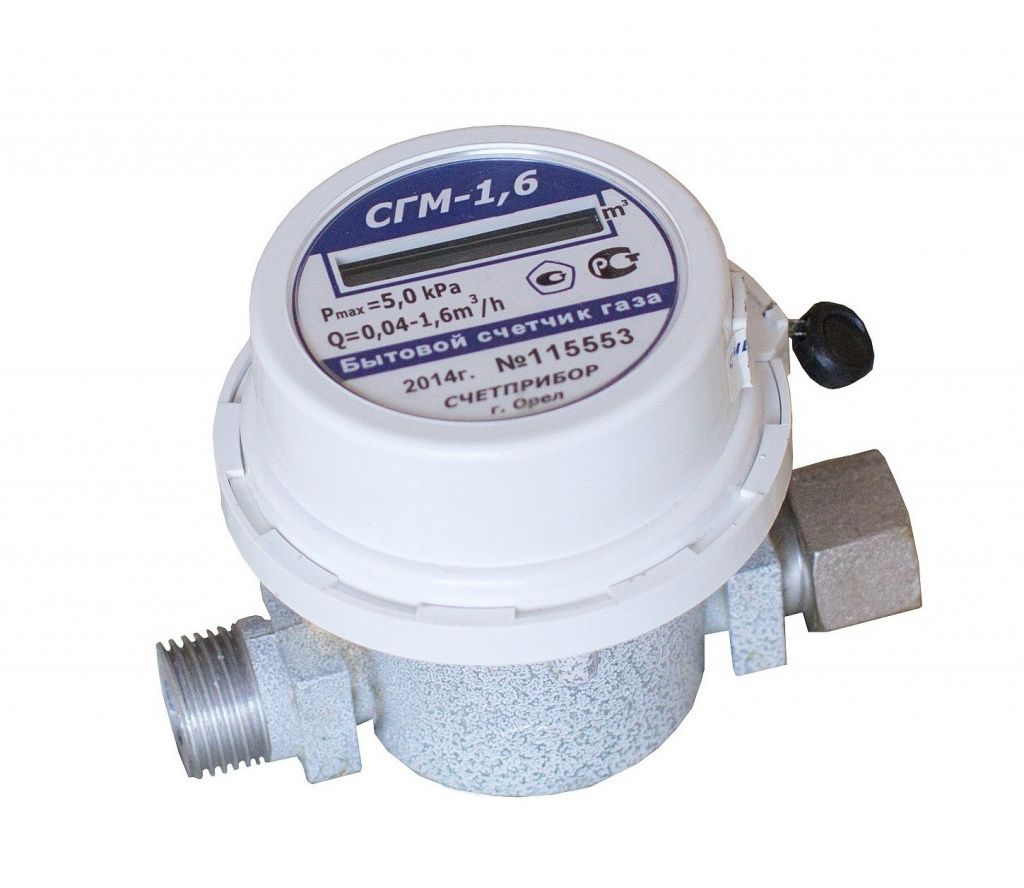 СГМ-1,6
m³
Pmax=5,0 kPa
Q=0,04-1,6m³/h
РС
Бытовой счетчик газа
2014г. №115553
СЧЕТПРИБОР
г. Орел